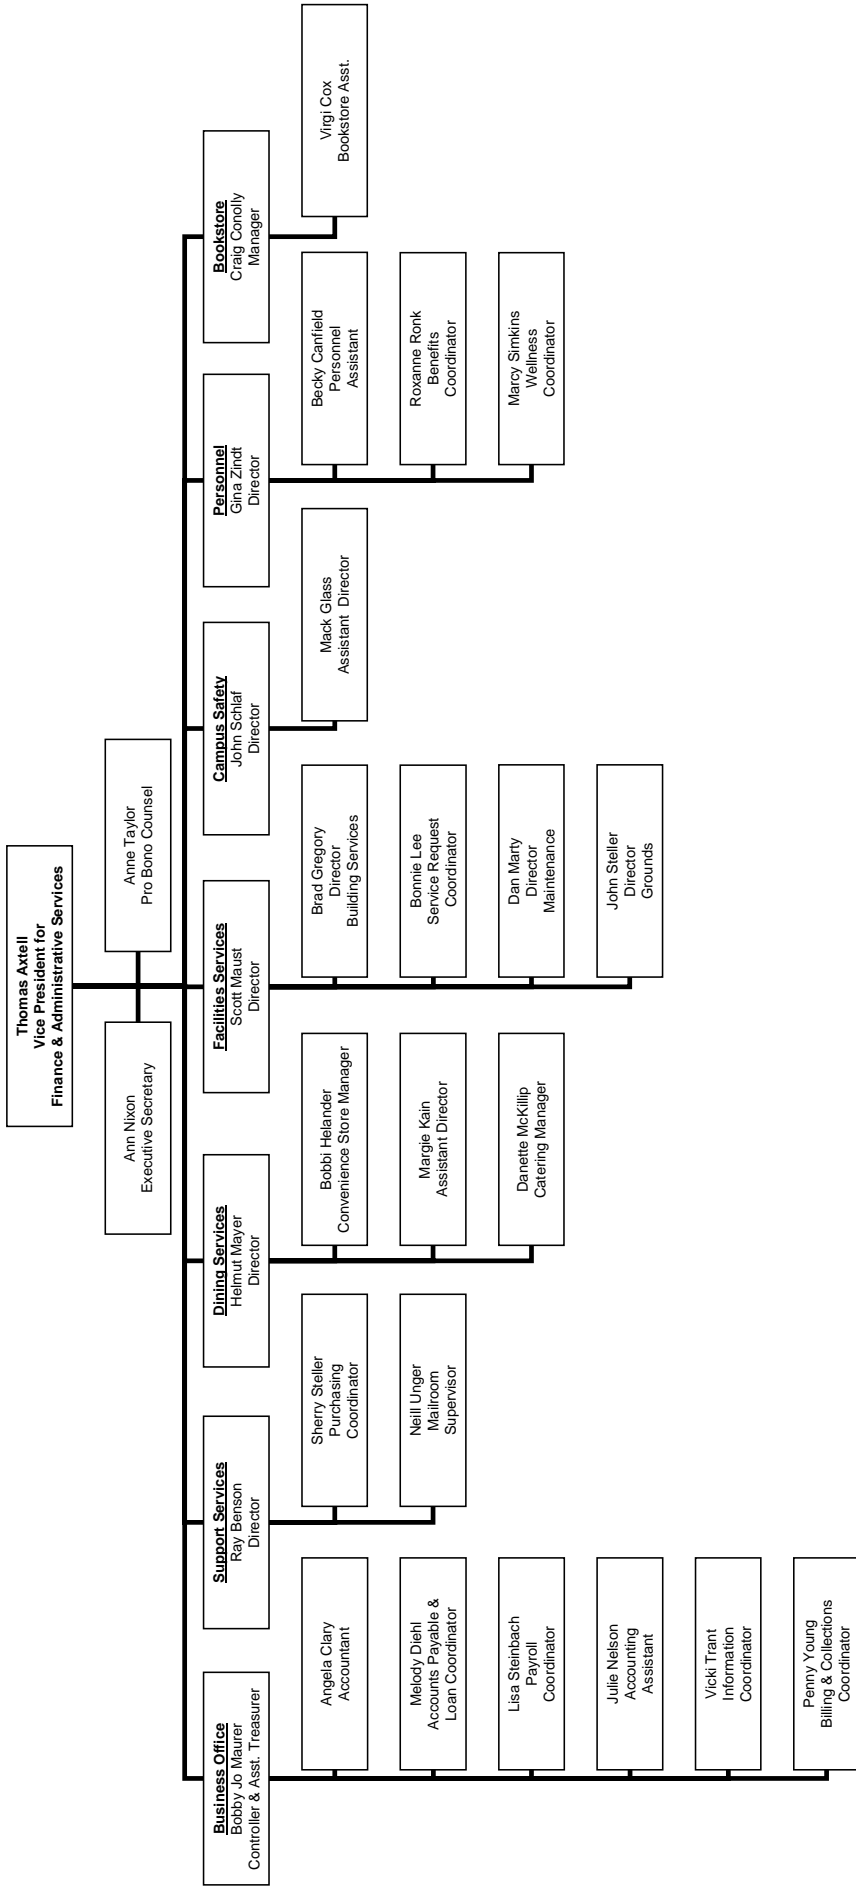 Thomas Axtell
Vice President for
Finance & Administrative Services
Ann Nixon
Executive Secretary
Anne Taylor
Pro Bono Counsel
Business Office
Bobby Jo Maurer
Controller & Asst. Treasurer
Angela Clary
Accountant
Melody Diehl
Accounts Payable &
Loan Coordinator
Lisa Steinbach
Payroll
Coordinator
Julie Nelson
Accounting
Assistant
Vicki Trant
Information
Coordinator
Penny Young
Billing & Collections
Coordinator
Support Services
Ray Benson
Director
Sherry Steller
Purchasing
Coordinator
Neill Unger
Mailroom
Supervisor
Dining Services
Helmut Mayer
Director
Bobbi Helander
Convenience Store Manager
Margie Kain
Assistant Director
Danette McKillip
Catering Manager
Facilities Services
Scott Maust
Director
Brad Gregory
Director
Building Services
Bonnie Lee
Service Request
Coordinator
Dan Marty
Director
Maintenance
John Steller
Director
Grounds
Campus Safety
John Schlaf
Director
Mack Glass
Assistant Director
Personnel
Gina Zindt
Director
Becky Canfield
Personnel
Assistant
Roxanne Ronk
Benefits
Coordinator
Marcy Simkins
Wellness
Coordinator
Bookstore
Craig Conolly
Manager
Virgi Cox
Bookstore Asst.